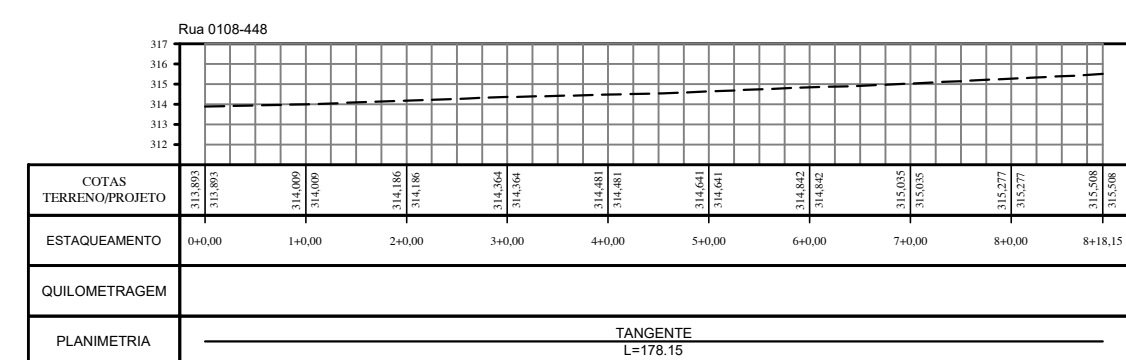 Rua 0108-448
317
316
315
314
313
312
COTAS
TERRENO/PROJETO
313,893
313,893
314,009
314,009
314,186
314,186
314,364
314,364
314,481
314,481
314,641
314,641
314,842
314,842
315,035
315,035
315,277
315,277
315,508
315,508
ESTAQUEAMENTO
0+0,00 1+0,00 2+0,00 3+0,00 4+0,00 5+0,00 6+0,00 7+0,00 8+0,00 8+18,15
QUILOMETRAGEM
PLANIMETRIA
TANGENTE
L=178.15